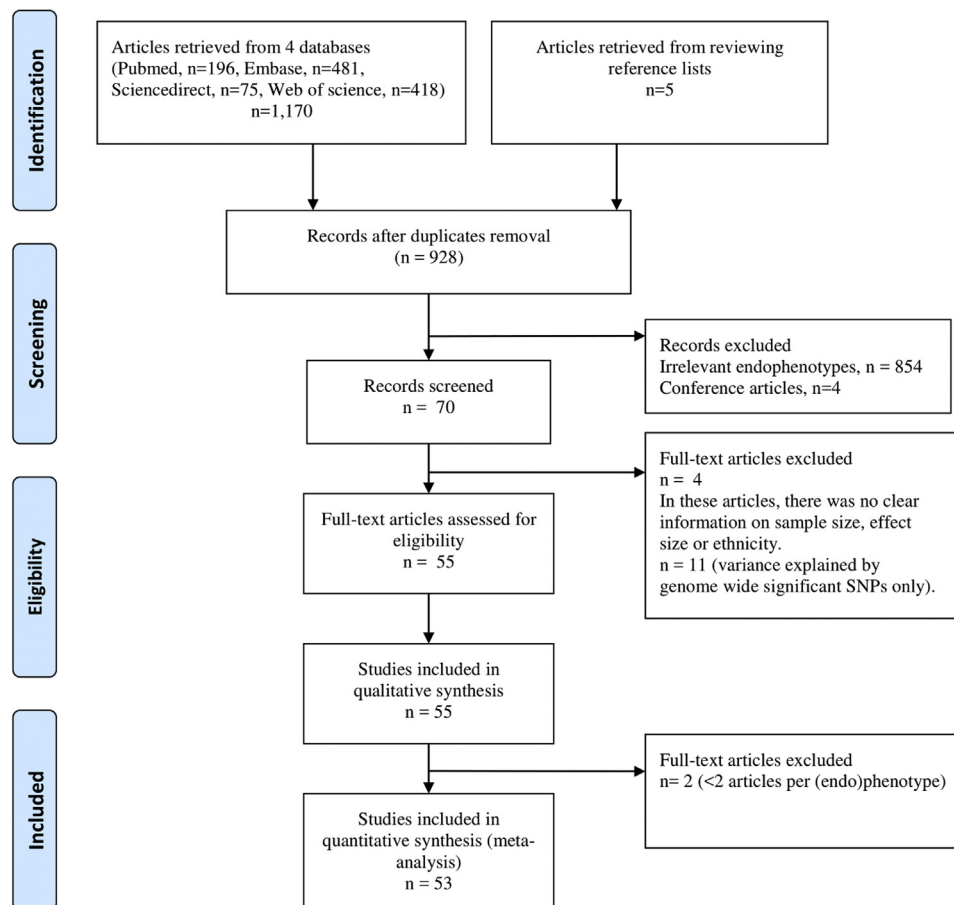 Identification
Articles retrieved from 4 databases
(Pubmed, n=196, Embase, n=481,
Sciencedirect, n=75, Web of science, n=418)
n=1,170
Articles retrieved from reviewing
reference lists
n=5
Records after duplicates removal
(n = 928)
Screening
Records excluded
Irrelevant endophenotypes, n = 854
Conference articles, n=4
Records screened
n = 70
Eligibility
Full-text articles excluded
n = 4
In these articles, there was no clear
information on sample size, effect
size or ethnicity.
n = 11 (variance explained by
genome wide significant SNPs only).
Full-text articles assessed for
eligibility
n = 55
Studies included in
qualitative synthesis
n = 55
Included
Full-text articles excluded
n= 2 (<2 articles per (endo)phenotype)
Studies included in
quantitative synthesis (meta-
analysis)
n = 53